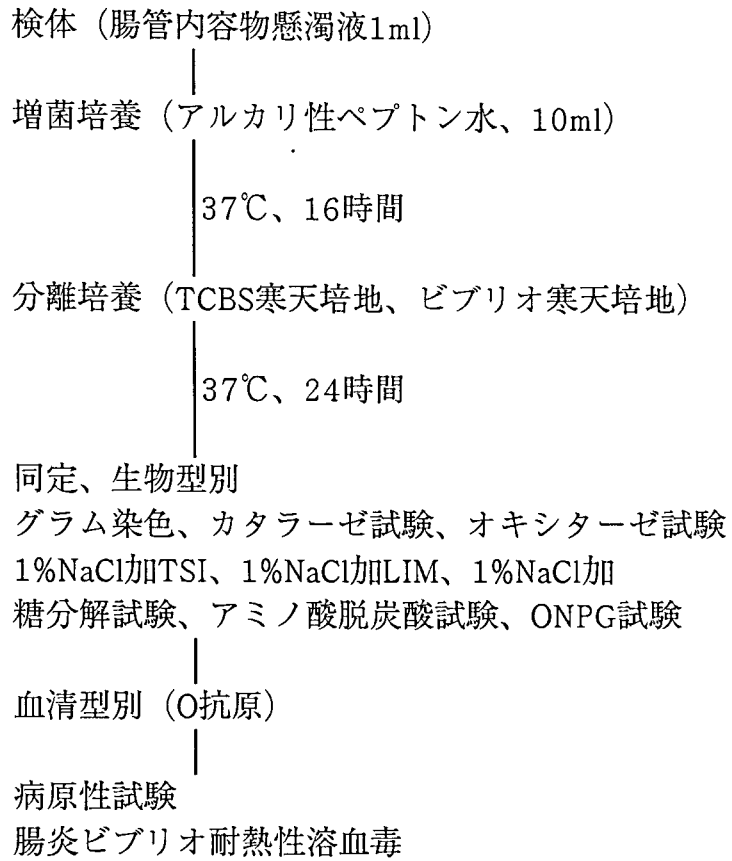 検体（腸管内容物懸濁液1ml）
増菌培養（アルカリ性ペプトン水、10ml）
37℃、16時間
分離培養（TCBS寒天培地、ビブリオ寒天培地）
37℃、24時間
同定、生物型別
グラム染色、カタラーゼ試験、オキシターゼ試験
1%NaCl加TSI、1%NaCl加LIM、1%NaCl加
糖分解試験、アミノ酸脱炭酸試験、ONPG試験
血清型別（O抗原）
病原性試験
腸炎ビブリオ耐熱性溶血毒